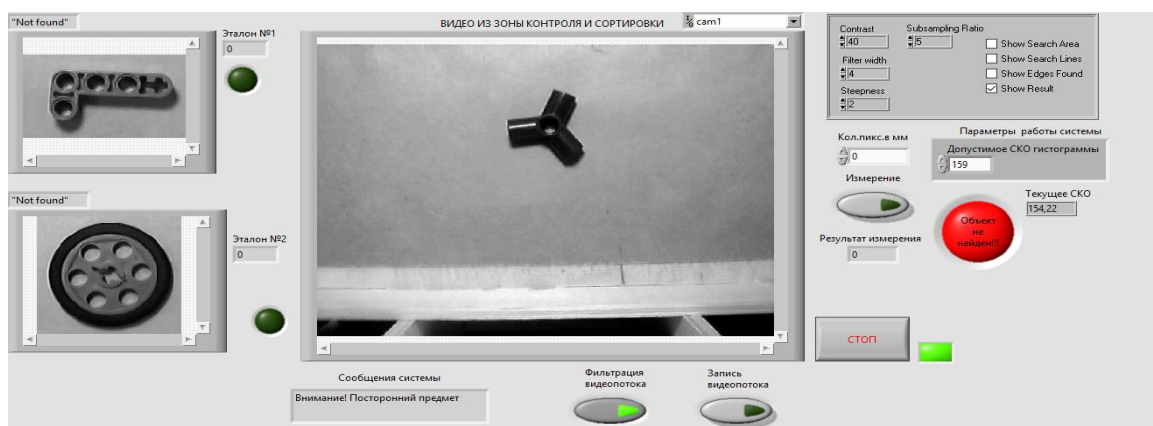 "Not found"
Эталон №1
0
"Not found"
Эталон №2
0
ВИДЕО ИЗ ЗОНЫ КОНТРОЛЯ И СОРТИРОВКИ
cam1
Contrast
40
Subsampling Ratio
5
Filter width
4
Steepness
2
Show Search Area
Show Search Lines
Show Edges Found
Show Result
Кол.пикс.в мм
0
Измерение
Результат измерения
0
Параметры работы системы
Допустимое СКО гистограммы
159
Текущее СКО
154,22
Объект
не
найден!!!
СТОП
Сообщения системы
Внимание! Посторонний предмет
Фильтрация
видеопотока
Запись
видеопотока